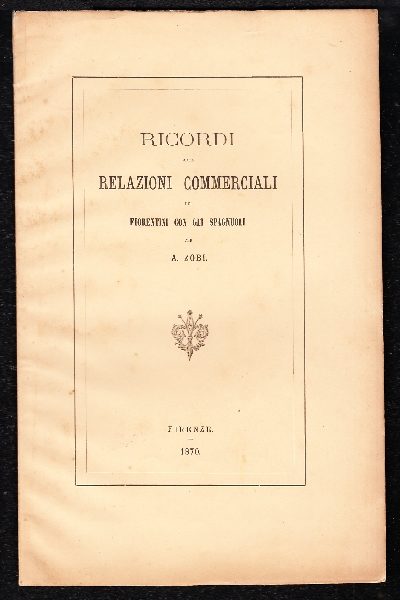 RICORDI
RELAZIONI COMMERCIALI
FIORENTINI CON GLI SPAGNUOLI
A. ZOBI.
FIRENZE.
1870.